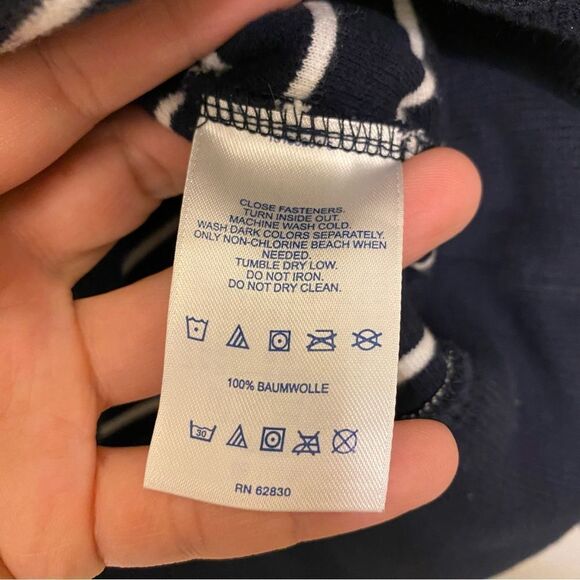 CLOSE FASTENERS.
TURN INSIDE OUT.
MACHINE WASH COLD.
WASH DARK COLORS SEPARATELY.
ONLY NON-CHLORINE BEACH WHEN
NEEDED.
TUMBLE DRY LOW.
DO NOT IRON.
DO NOT DRY CLEAN.
100% BAUMWOLLE
30
RN 62830